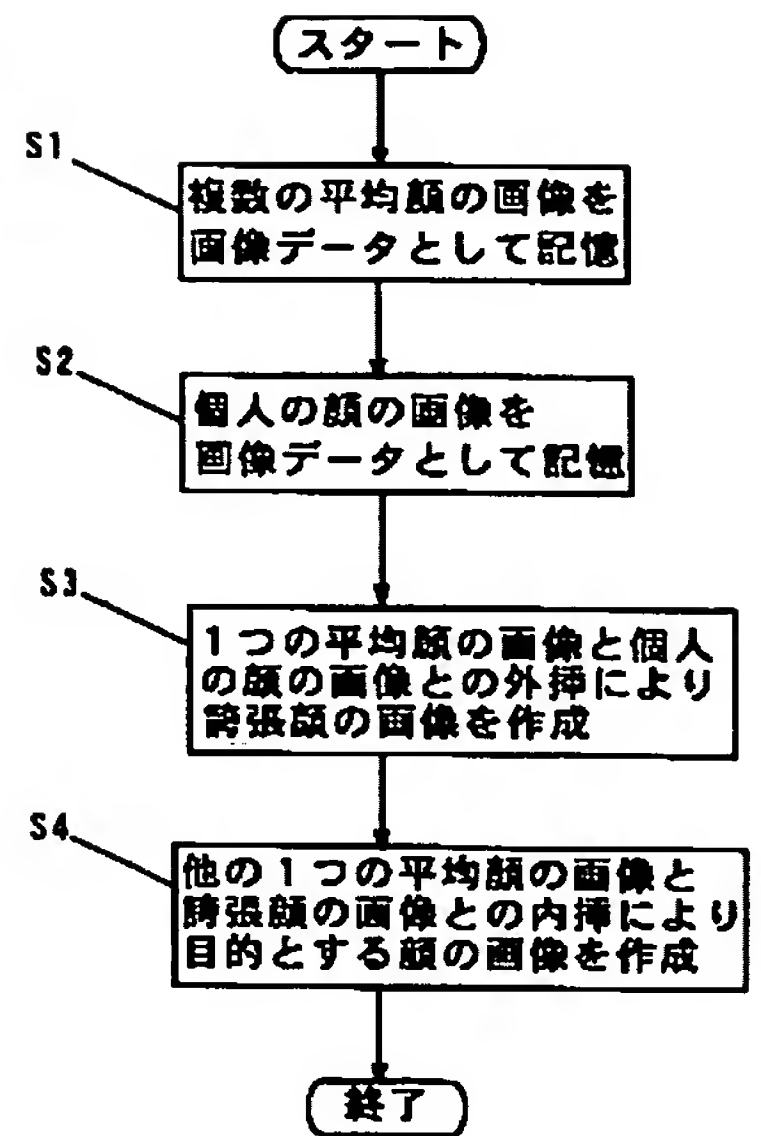 スタート
S1
複数の平均顔の画像を
画像データとして記憶
S2
個人の顔の画像を
画像データとして記憶
S3
1つの平均顔の画像と個人
の顔の画像との外挿により
誇張顔の画像を作成
S4
他の1つの平均顔の画像と
誇張顔の画像との内挿により
目的とする顔の画像を作成
終了